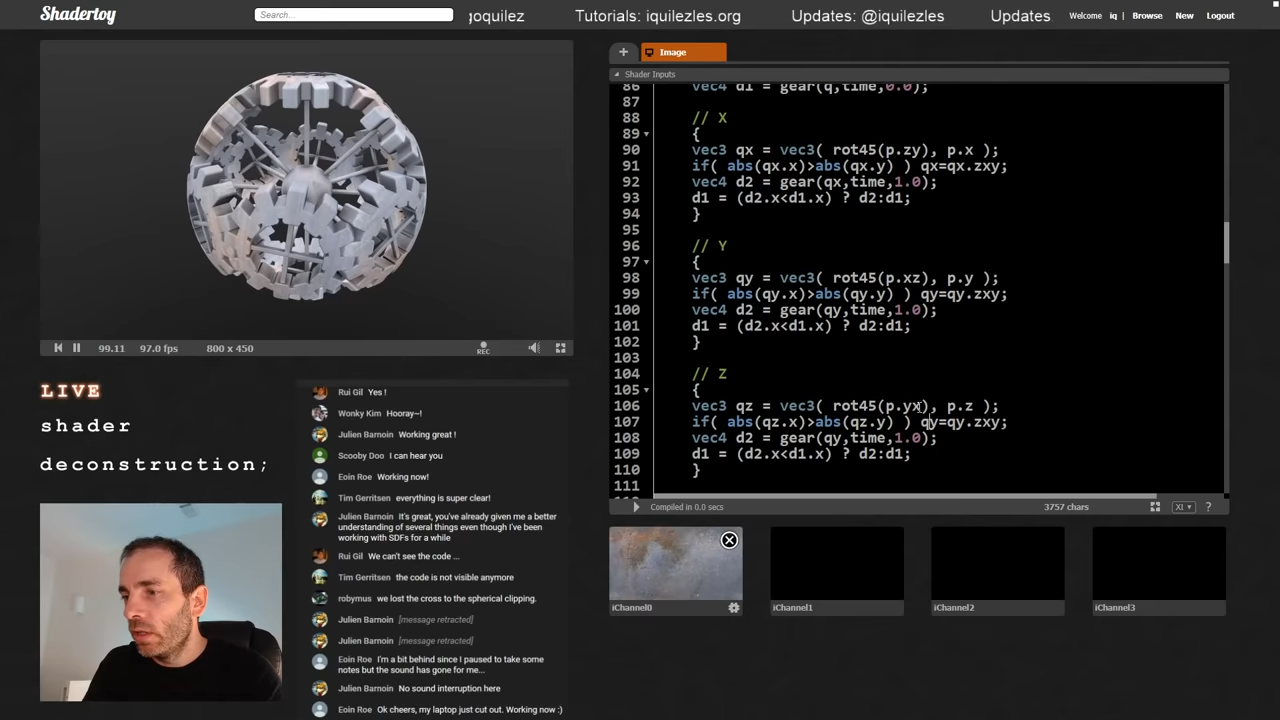 Shadertoy
Search...
goquilez Tutorials: iquilezles.org Updates: @iquilezles Updates
Welcome iq | Browse New Logout
+ Image
Shader Inputs
86 vec4 d1 = gear(q,time,0.0);
87
88 // X
89 {
90 vec3 qx = vec3( rot45(p.zy), p.x );
91 if( abs(qx.x)>abs(qx.y) ) qx=qx.zxy;
92 vec4 d2 = gear(qx,time,1.0);
93 d1 = (d2.x<d1.x) ? d2:d1;
94 }
95
96 // Y
97 {
98 vec3 qy = vec3( rot45(p.xz), p.y );
99 if( abs(qy.x)>abs(qy.y) ) qy=qy.zxy;
100 vec4 d2 = gear(qy,time,1.0);
101 d1 = (d2.x<d1.x) ? d2:d1;
102 }
103
104 // Z
105 {
106 vec3 qz = vec3( rot45(p.yx), p.z );
107 if( abs(qz.x)>abs(qz.y) ) qy=qy.zxy;
108 vec4 d2 = gear(qy,time,1.0);
109 d1 = (d2.x<d1.x) ? d2:d1;
110 }
111
99.11 97.0 fps 800 x 450 REC
Compiled in 0.0 secs 3757 chars ?
LIVE
shader
deconstruction;
Rui Gil Yes !
Wonky Kim Hooray~!
Julien Barnoin Working great !
Scooby Doo I can hear you
Eoin Roe Working now!
Tim Gerritsen everything is super clear!
Julien Barnoin It's great, you've already given me a better
understanding of several things even though I've been
working with SDFs for a while
Rui Gil We can't see the code ...
Tim Gerritsen the code is not visible anymore
robymus we lost the cross to the spherical clipping.
Julien Barnoin [message retracted]
Julien Barnoin [message retracted]
Eoin Roe I'm a bit behind since I paused to take some
notes but the sound has gone for me...
Julien Barnoin No sound interruption here
Eoin Roe Ok cheers, my laptop just cut out. Working now :)
iChannel0 iChannel1 iChannel2 iChannel3